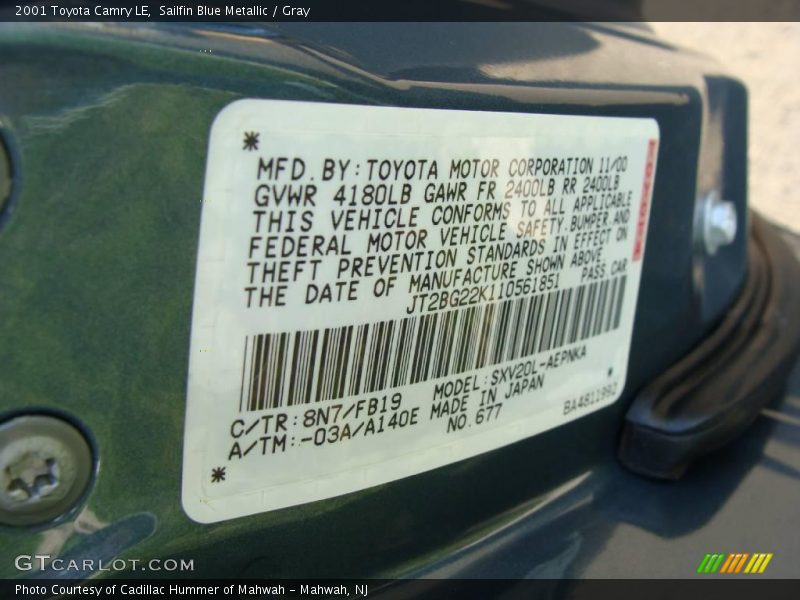 2001 Toyota Camry LE, Sailfin Blue Metallic / Gray
*
MFD. BY: TOYOTA MOTOR CORPORATION 11/00
GVWR 4180LB GAWR FR 2400LB RR 2400LB
THIS VEHICLE CONFORMS TO ALL APPLICABLE
FEDERAL MOTOR VEHICLE SAFETY, BUMPER, AND
THEFT PREVENTION STANDARDS IN EFFECT ON
THE DATE OF MANUFACTURE SHOWN ABOVE.
JT2BG22K110561851 PASS. CAR
C/TR: 8N7/FB19 MODEL: SXV20L-AEPNKA
A/TM: -03A/A140E MADE IN JAPAN
NO. 677
BA4811992
*
GTCARLOT.COM
Photo Courtesy of Cadillac Hummer of Mahwah - Mahwah, NJ